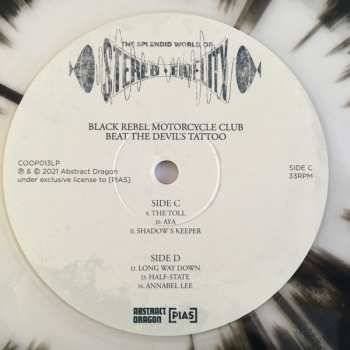 THE SPLENDID WORLD OF
STEREO FIDELITY
BLACK REBEL MOTORCYCLE CLUB
BEAT THE DEVIL'S TATTOO
COOP013LP
℗ & © 2021 Abstract Dragon
under exclusive license to [PIAS]
SIDE C
33RPM
SIDE C
9. THE TOLL
10. AYA
11. SHADOW'S KEEPER
SIDE D
12. LONG WAY DOWN
13. HALF-STATE
14. ANNABEL LEE
ABSTRACT
DRAGON
[PIAS]